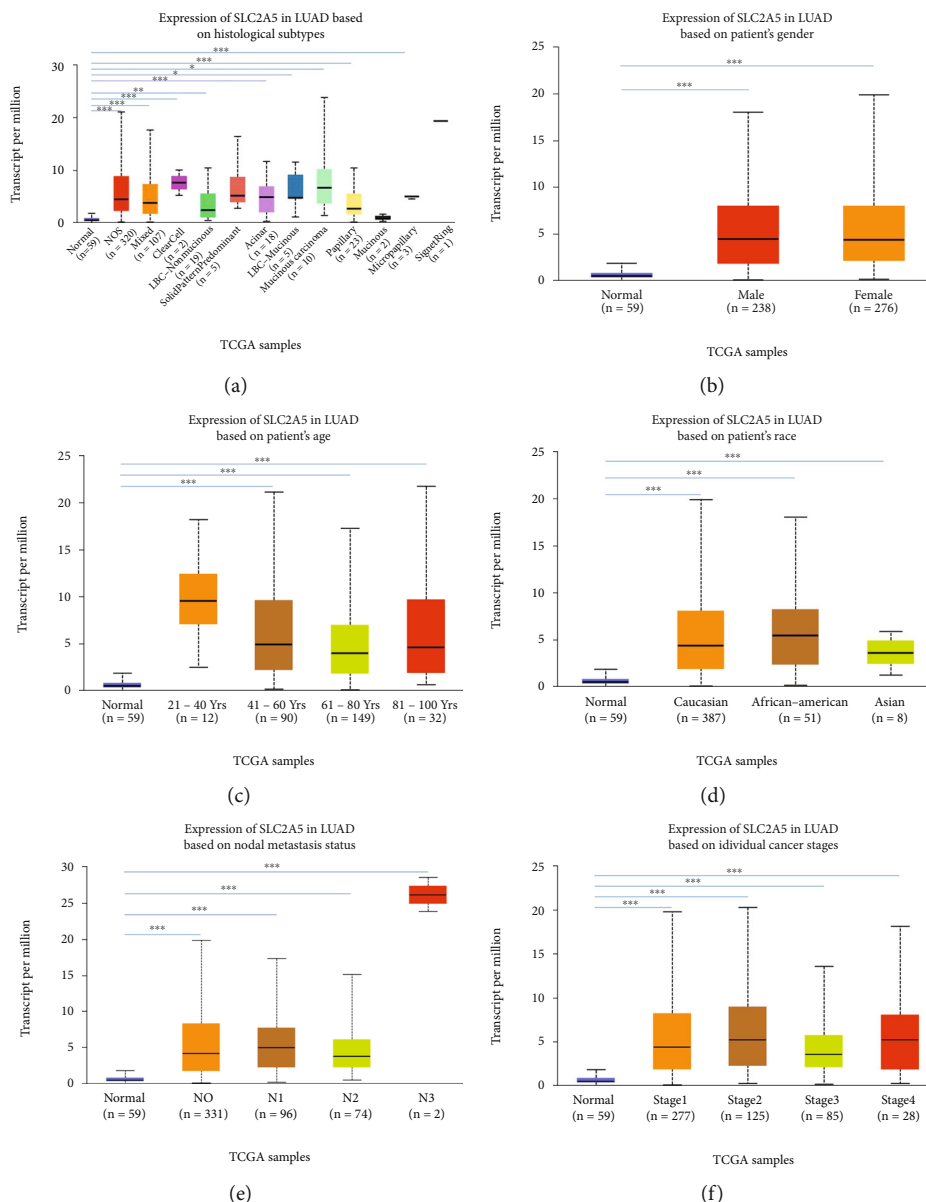 Expression of SLC2A5 in LUAD based
on histological subtypes
Transcript per million
30
20
10
0
***
***
*
*
***
**
***
***
***
Normal
(n=59)
NOS
(n = 320)
Mixed
(n = 107)
ClearCell
(n = 2)
LBC–Nonmucinous
(n = 19)
SolidPatternPredominant
(n = 5)
Acinar
(n = 18)
LBC–Mucinous
(n = 5)
Mucinous carcinoma
(n = 10)
Papillary
(n = 23)
Mucinous
(n = 2)
Micropapillary
(n = 3)
SignetRing
(n = 1)
TCGA samples
(a)
Expression of SLC2A5 in LUAD
based on patient's gender
Transcript per million
25
20
15
10
5
0
***
***
Normal
(n = 59)
Male
(n = 238)
Female
(n = 276)
TCGA samples
(b)
Expression of SLC2A5 in LUAD
based on patient's age
Transcript per million
25
20
15
10
5
0
***
***
***
Normal
(n = 59)
21 – 40 Yrs
(n = 12)
41 – 60 Yrs
(n = 90)
61 – 80 Yrs
(n = 149)
81 – 100 Yrs
(n = 32)
TCGA samples
(c)
Expression of SLC2A5 in LUAD
based on patient's race
Transcript per million
25
20
15
10
5
0
***
***
***
Normal
(n = 59)
Caucasian
(n = 387)
African–american
(n = 51)
Asian
(n = 8)
TCGA samples
(d)
Expression of SLC2A5 in LUAD
based on nodal metastasis status
Transcript per million
30
25
20
15
10
5
0
***
***
***
***
Normal
(n = 59)
NO
(n = 331)
N1
(n = 96)
N2
(n = 74)
N3
(n = 2)
TCGA samples
(e)
Expression of SLC2A5 in LUAD
based on idividual cancer stages
Transcript per million
25
20
15
10
5
0
***
***
***
***
Normal
(n = 59)
Stage1
(n = 277)
Stage2
(n = 125)
Stage3
(n = 85)
Stage4
(n = 28)
TCGA samples
(f)